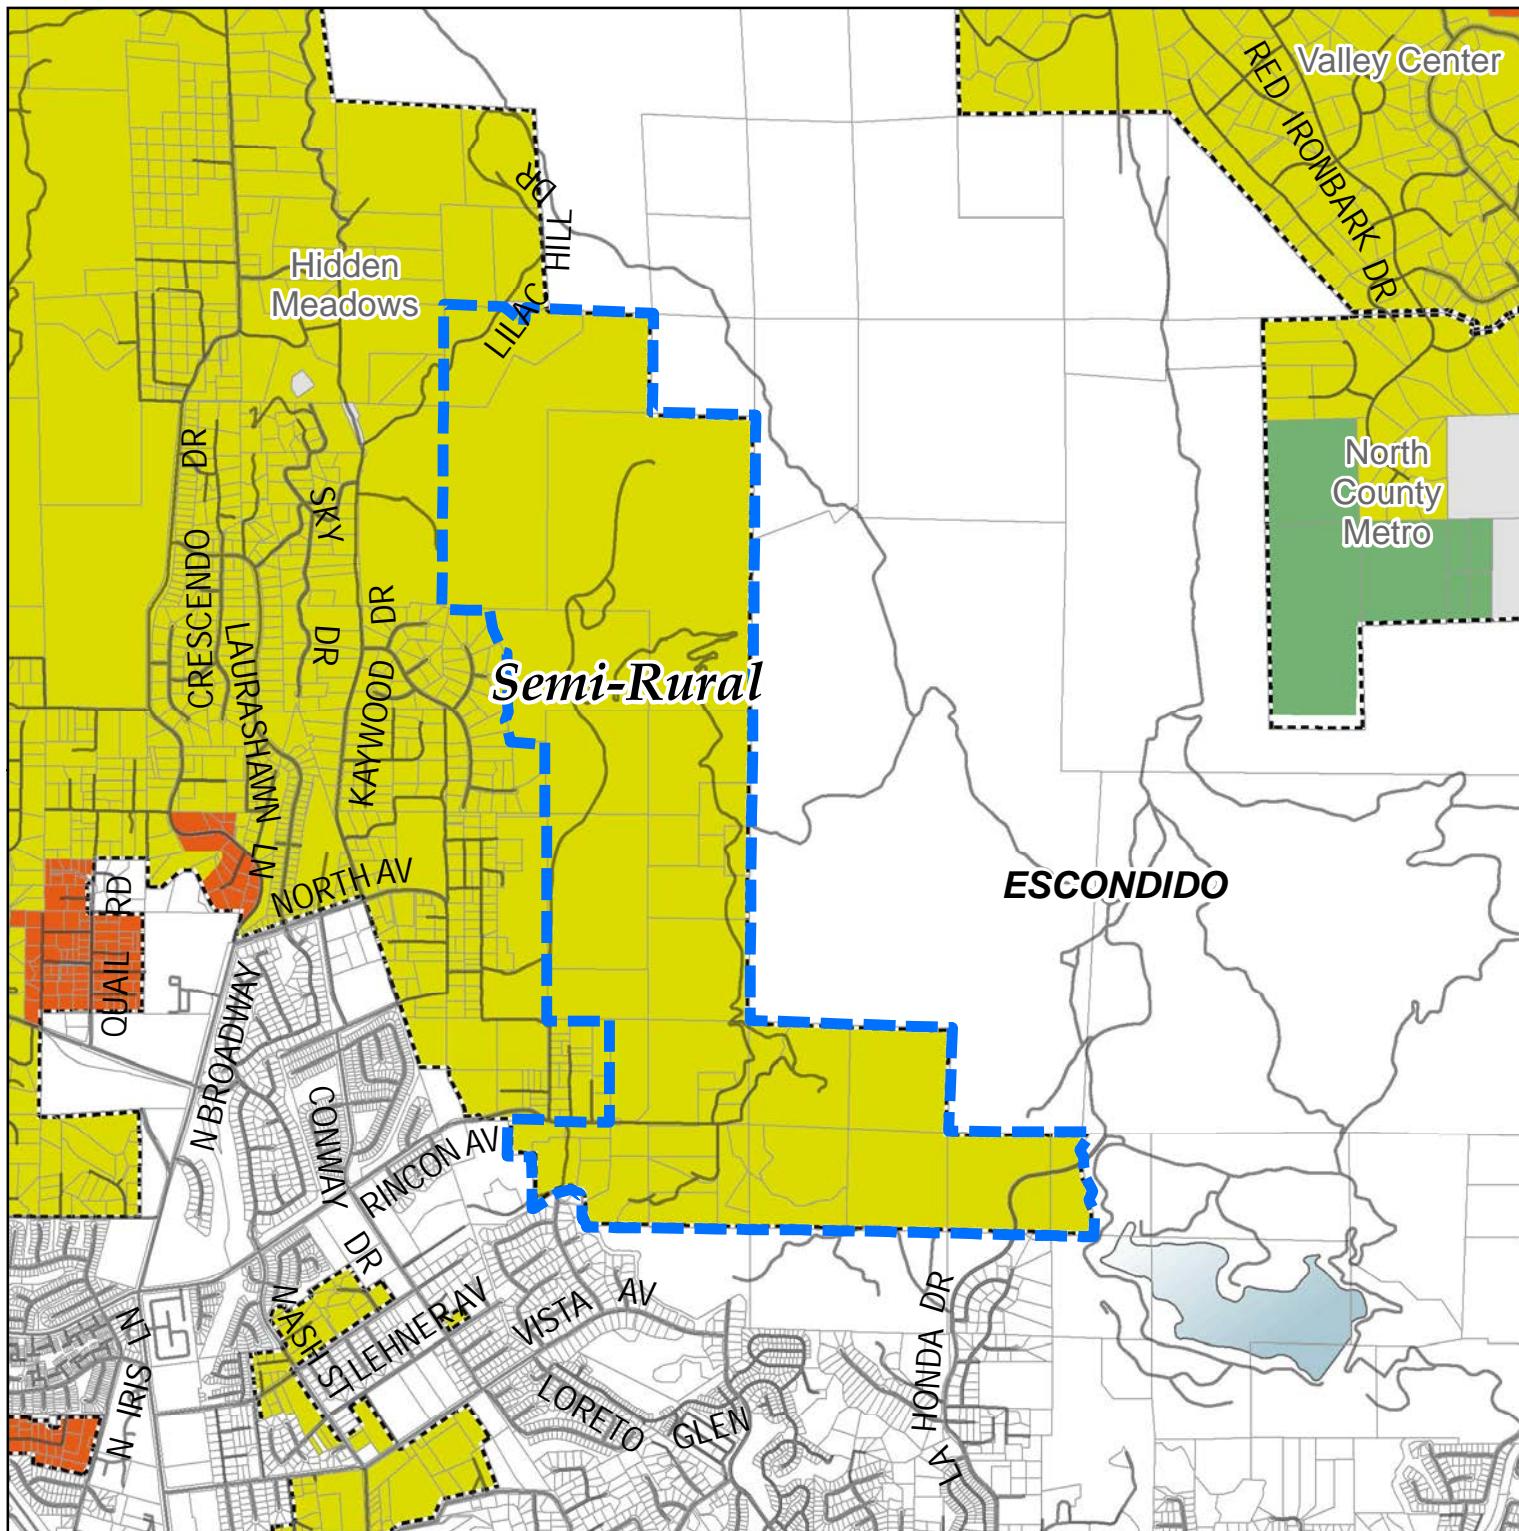 Valley Center
RED IRONBARK DR
LILAC HILL DR
Hidden
Meadows
North
County
Metro
CRESCENDO DR
SKY DR
LAURASHAWN LN
KAYWOOD DR
Semi-Rural
ESCONDIDO
NORTH AV
QUAIL RD
N BROADWAY
CONWAY DR
RINCON AV
N ASH ST
LEHNER AV
VISTA AV
N IRIS LN
LORETO GLEN
LA HONDA DR